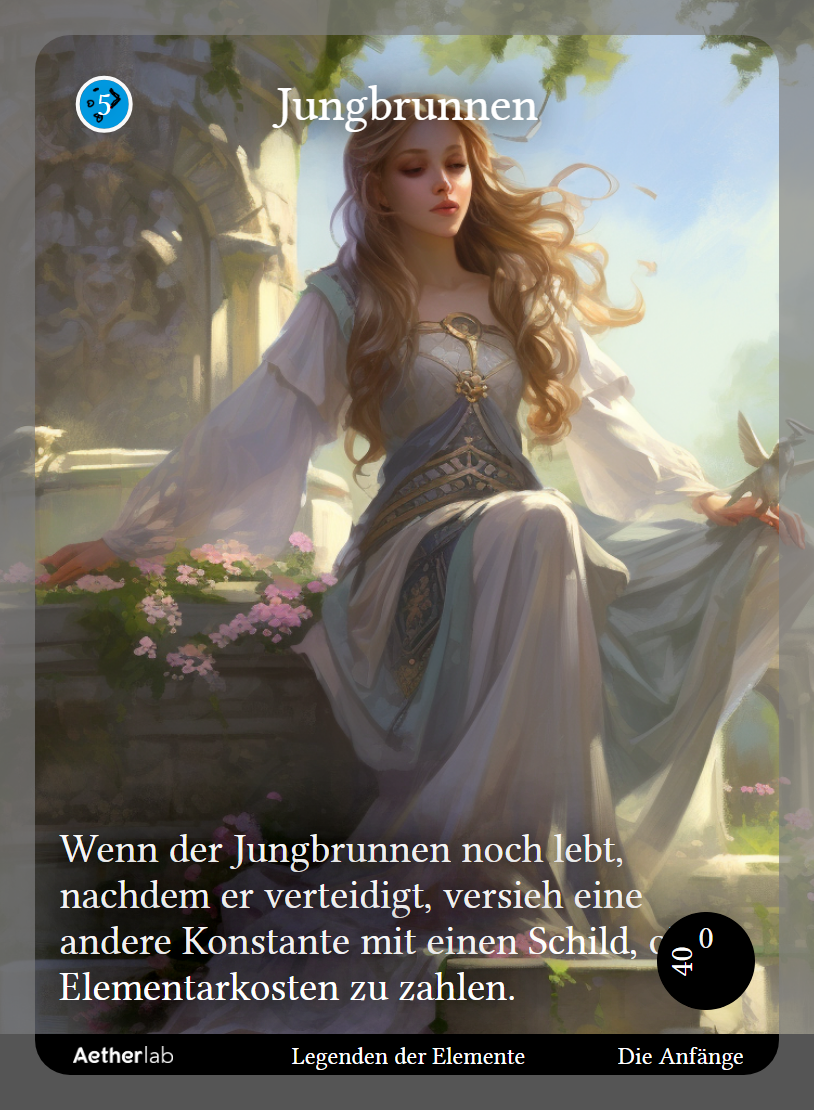 5
Jungbrunnen
Wenn der Jungbrunnen noch lebt,
nachdem er verteidigt, versieh eine
andere Konstante mit einen Schild,
Elementarkosten zu zahlen.
0
40
Aetherlab
Legenden der Elemente
Die Anfänge